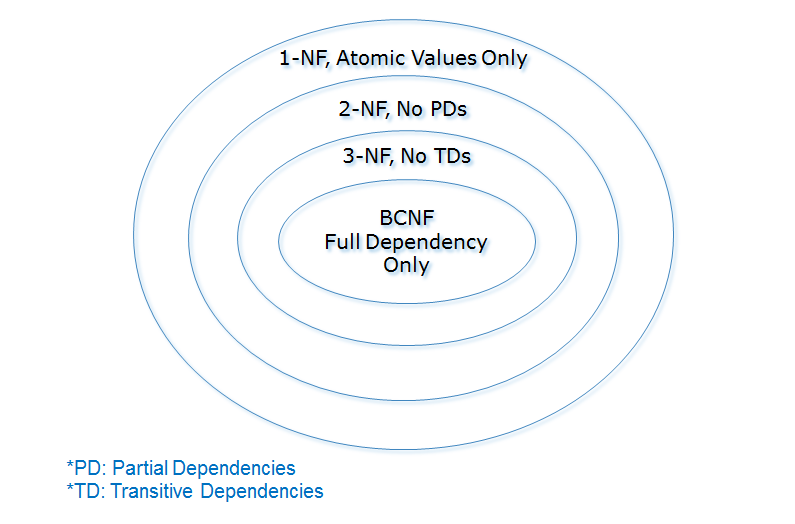 1-NF, Atomic Values Only
2-NF, No PDs
3-NF, No TDs
BCNF
Full Dependency
Only
*PD: Partial Dependencies
*TD: Transitive Dependencies